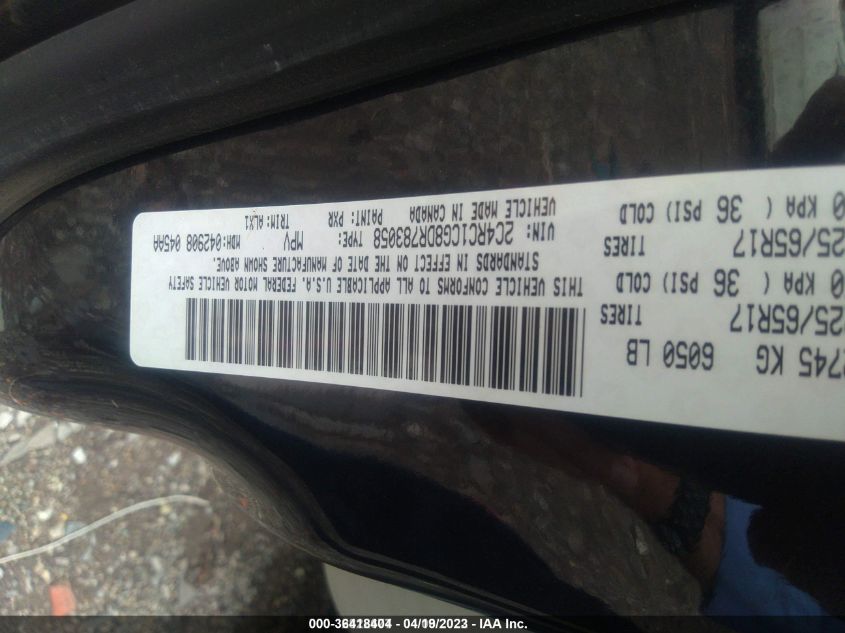 2745 KG 6050 LB
25/65R17 TIRES
0 KPA ( 36 PSI) COLD
25/65R17 TIRES
0 KPA ( 36 PSI) COLD
THIS VEHICLE CONFORMS TO ALL APPLICABLE U.S.A. FEDERAL MOTOR VEHICLE SAFETY
STANDARDS IN EFFECT ON THE DATE OF MANUFACTURE SHOWN ABOVE.
VIN: 2C4RC1CG8DR783058 TYPE: MPV MDH: 042908 045AA
VEHICLE MADE IN CANADA PAINT: PXR TRIM: ALX1
000-36418404 - 04/19/2023 - IAA Inc.